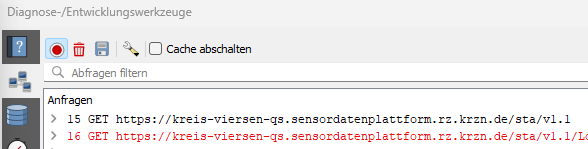 Diagnose-/Entwicklungswerkzeuge
Cache abschalten
Abfragen filtern
Anfragen
15 GET https://kreis-viersen-qs.sensordatenplattform.rz.krzn.de/sta/v1.1
16 GET https://kreis-viersen-qs.sensordatenplattform.rz.krzn.de/sta/v1.1/Lo